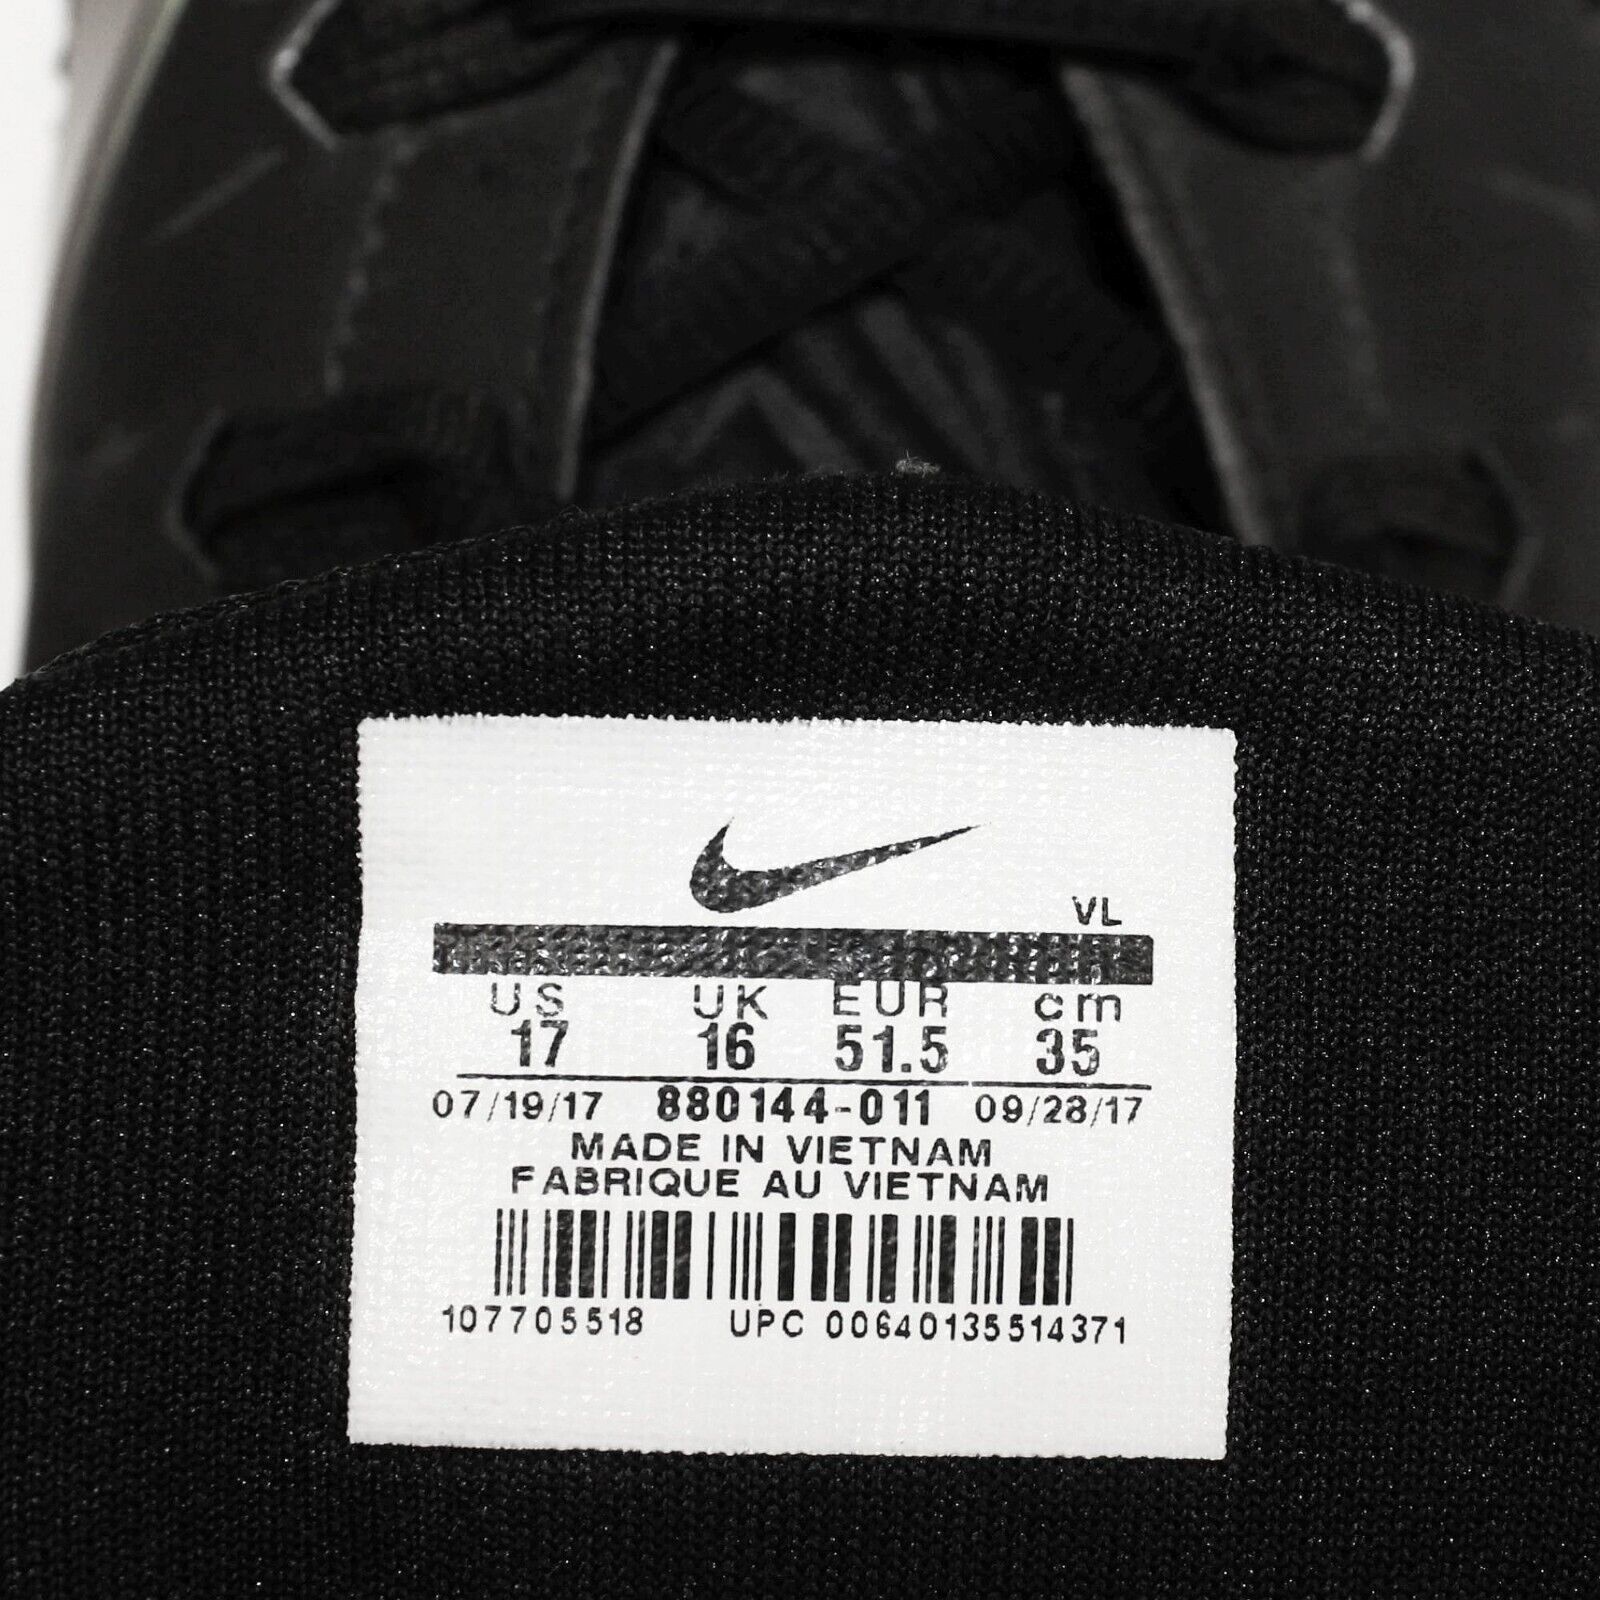 VL
US UK EUR cm
17 16 51.5 35
07/19/17 880144-011 09/28/17
MADE IN VIETNAM
FABRIQUE AU VIETNAM
107705518 UPC 00640135514371